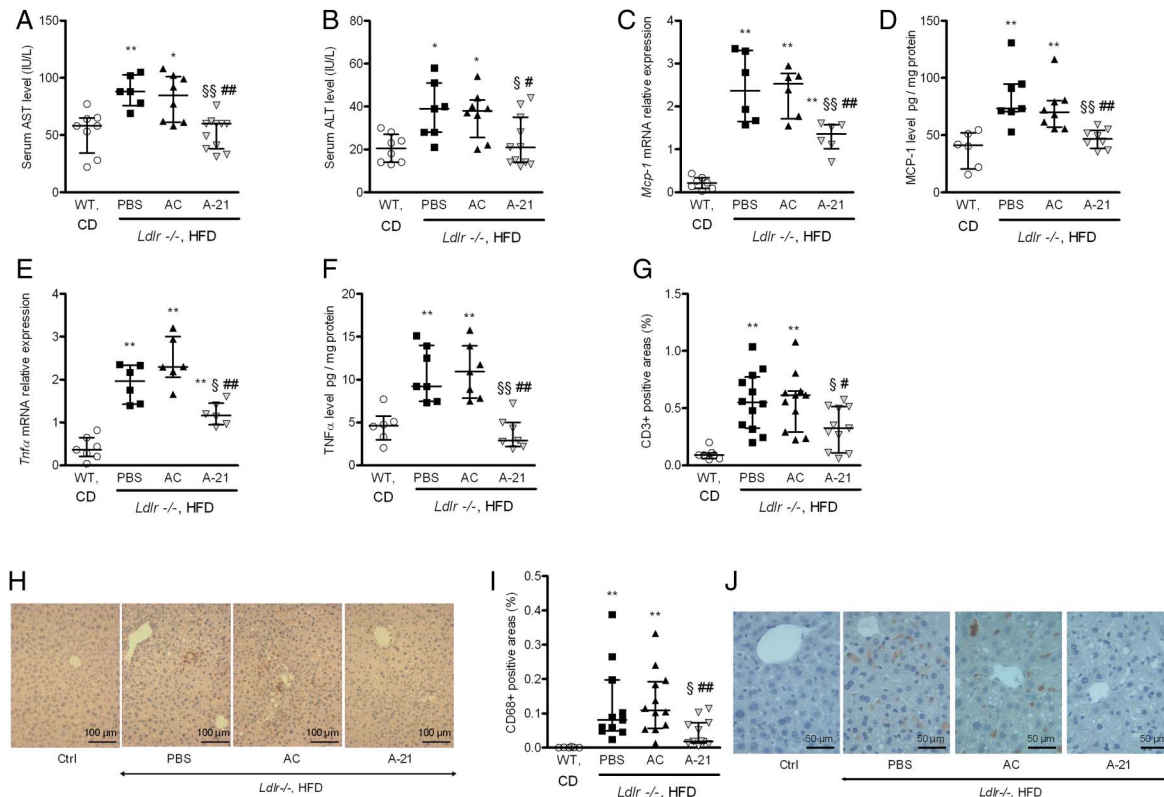 A
Serum AST level (IU/L)
150
100
50
0
**
*
§§ ##
WT,
CD
PBS
AC
A-21
Ldlr -/-, HFD
B
Serum ALT level (IU/L)
80
60
40
20
0
*
*
§ #
WT,
CD
PBS
AC
A-21
Ldlr -/-, HFD
C
Mcp-1 mRNA relative expression
4
3
2
1
0
**
**
** §§ ##
WT,
CD
PBS
AC
A-21
Ldlr -/-, HFD
D
MCP-1 level pg / mg protein
150
100
50
0
**
**
§§ ##
WT,
CD
PBS
AC
A-21
Ldlr -/-, HFD
E
Tnfα mRNA relative expression
4
3
2
1
0
**
**
** § ##
WT,
CD
PBS
AC
A-21
Ldlr -/-, HFD
F
TNFα level pg / mg protein
20
15
10
5
0
**
**
§§ ##
WT,
CD
PBS
AC
A-21
Ldlr -/-, HFD
G
CD3+ positive areas (%)
1.5
1.0
0.5
0.0
**
**
§ #
WT,
CD
PBS
AC
A-21
Ldlr -/-, HFD
H
100 µm
100 µm
100 µm
100 µm
Ctrl
PBS
AC
A-21
Ldlr-/-, HFD
I
CD68+ positive areas (%)
0.5
0.4
0.3
0.2
0.1
0.0
**
**
§ ##
WT,
CD
PBS
AC
A-21
Ldlr -/-, HFD
J
50 µm
50 µm
50 µm
50 µm
Ctrl
PBS
AC
A-21
Ldlr-/-, HFD